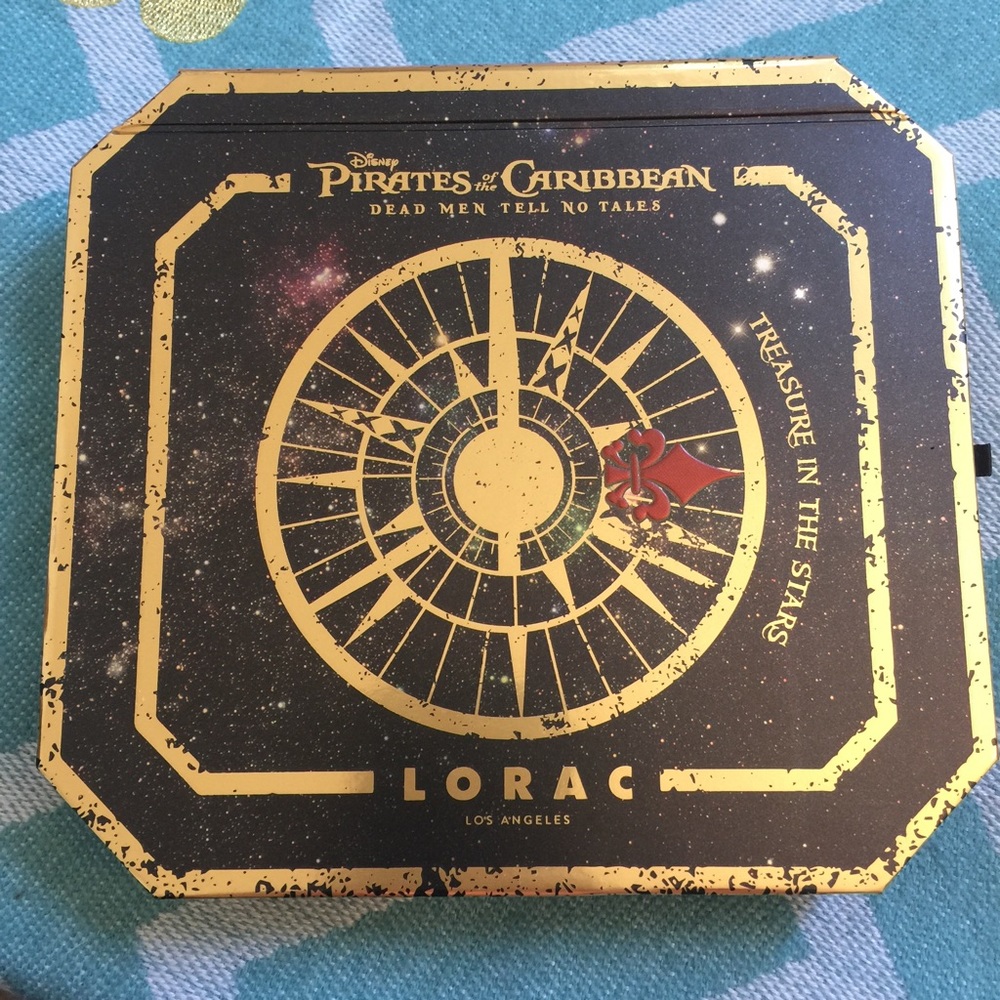 Disney
PIRATES of the CARIBBEAN
DEAD MEN TELL NO TALES
TREASURE IN THE STARS
LORAC
LOS ANGELES